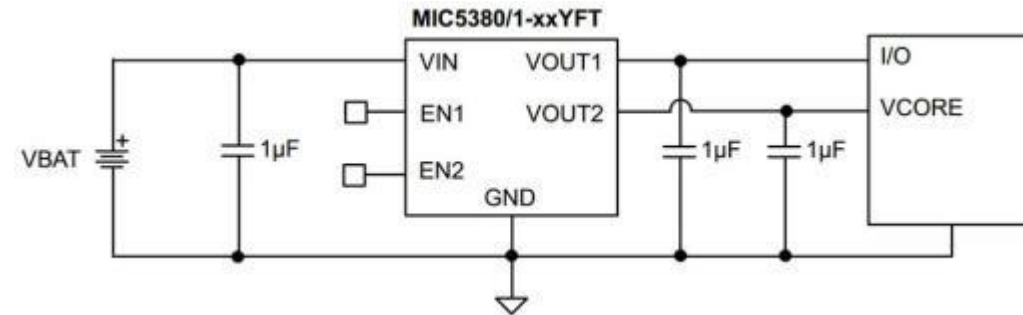 MIC5380/1-xxYFT
VIN VOUT1 I/O
EN1 VOUT2 VCORE
VBAT + 1µF EN2 1µF 1µF
GND